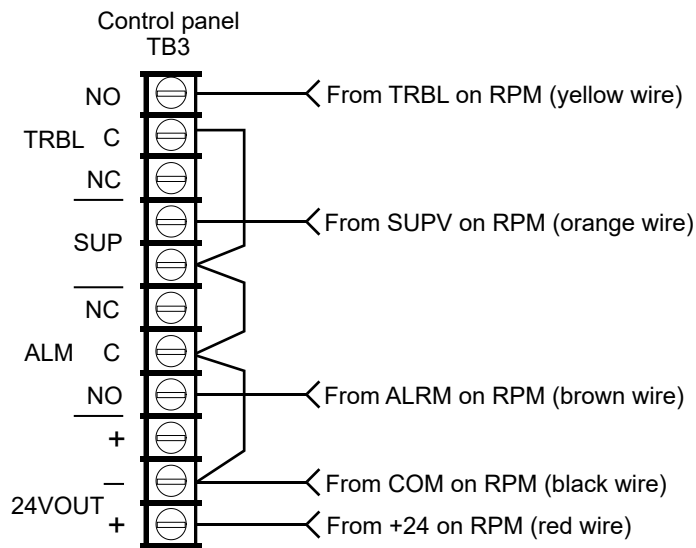 Control panel
TB3
NO
From TRBL on RPM (yellow wire)
TRBL C
NC
From SUPV on RPM (orange wire)
SUP
NC
ALM C
NO
From ALRM on RPM (brown wire)
+
–
From COM on RPM (black wire)
24VOUT
+
From +24 on RPM (red wire)